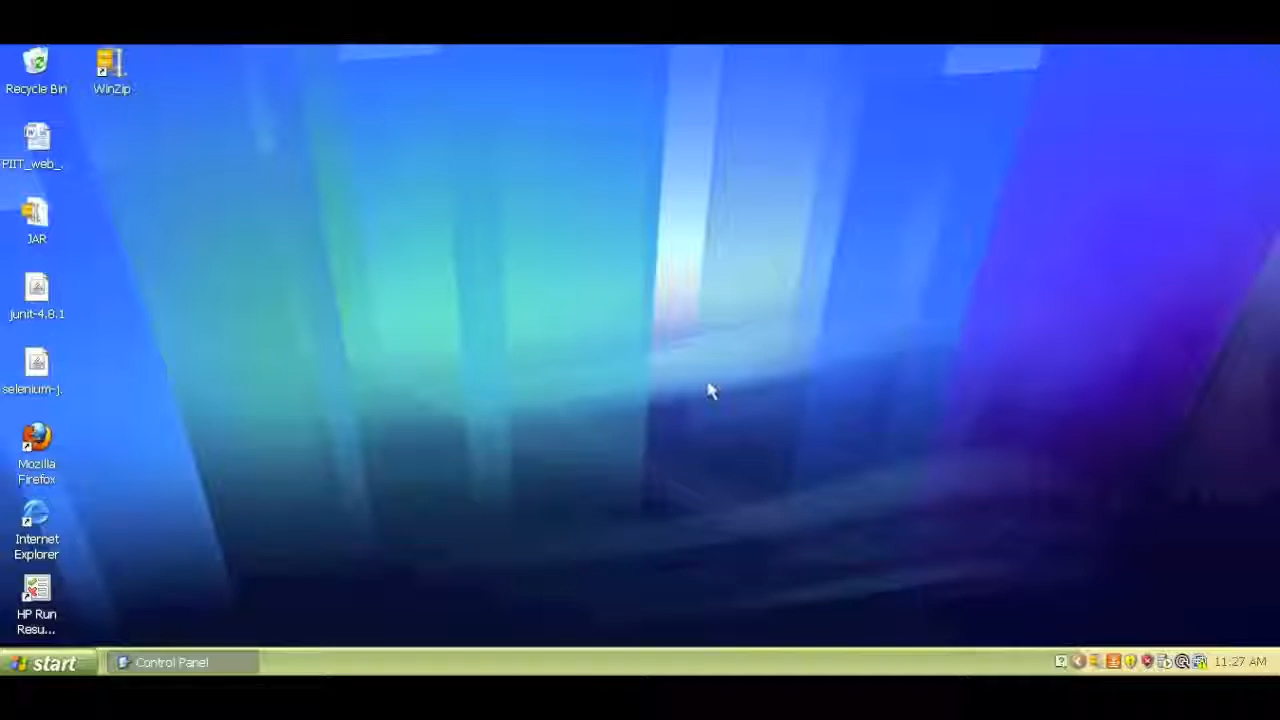 Recycle Bin
WinZip
PIIT_web_.
JAR
junit-4.8.1
selenium-j.
Mozilla
Firefox
Internet
Explorer
HP Run
Resu...
start
Control Panel
11:27 AM